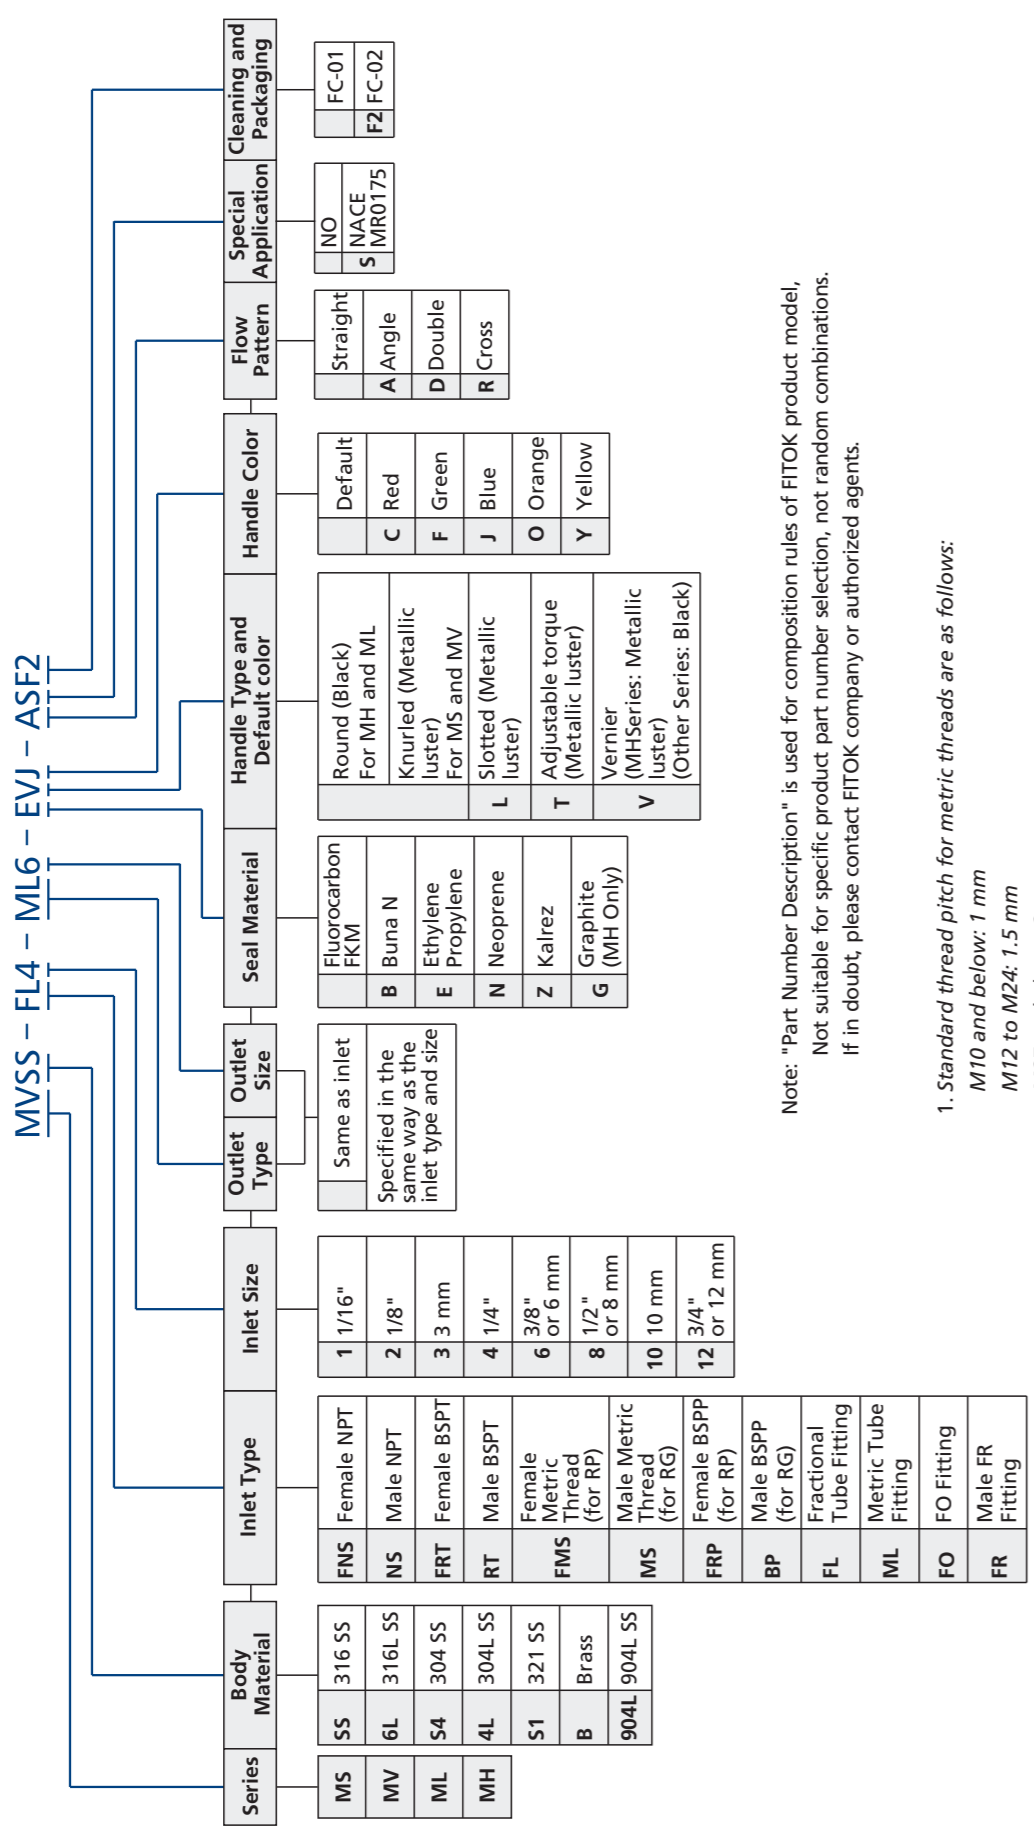 MVSS – FL4 – ML6 – EVJ – ASF2
Series
MS
MV
ML
MH
Body
Material
SS 316 SS
6L 316L SS
S4 304 SS
4L 304L SS
S1 321 SS
B Brass
904L 904L SS
Inlet Type
FNS Female NPT
NS Male NPT
FRT Female BSPT
RT Male BSPT
FMS Female
Metric
Thread
(for RP)
MS Male Metric
Thread
(for RG)
FRP Female BSPP
(for RP)
BP Male BSPP
(for RG)
FL Fractional
Tube Fitting
ML Metric Tube
Fitting
FO FO Fitting
FR Male FR
Fitting
Inlet Size
1 1/16"
2 1/8"
3 3 mm
4 1/4"
6 3/8"
or 6 mm
8 1/2"
or 8 mm
10 10 mm
12 3/4"
or 12 mm
Outlet
Type
Outlet
Size
Same as inlet
Specified in the
same way as the
inlet type and size
Seal Material
Fluorocarbon
FKM
B Buna N
E Ethylene
Propylene
N Neoprene
Z Kalrez
G Graphite
(MH Only)
Handle Type and
Default color
Round (Black)
For MH and ML
Knurled (Metallic
luster)
For MS and MV
L Slotted (Metallic
luster)
T Adjustable torque
(Metallic luster)
V Vernier
(MHSeries: Metallic
luster)
(Other Series: Black)
Handle Color
Default
C Red
F Green
J Blue
O Orange
Y Yellow
Flow
Pattern
Straight
A Angle
D Double
R Cross
Special
Application
NO
S NACE
MR0175
Cleaning and
Packaging
FC-01
F2 FC-02
Note: "Part Number Description" is used for composition rules of FITOK product model,
Not suitable for specific product part number selection, not random combinations.
If in doubt, please contact FITOK company or authorized agents.
1. Standard thread pitch for metric threads are as follows:
M10 and below: 1 mm
M12 to M24: 1.5 mm